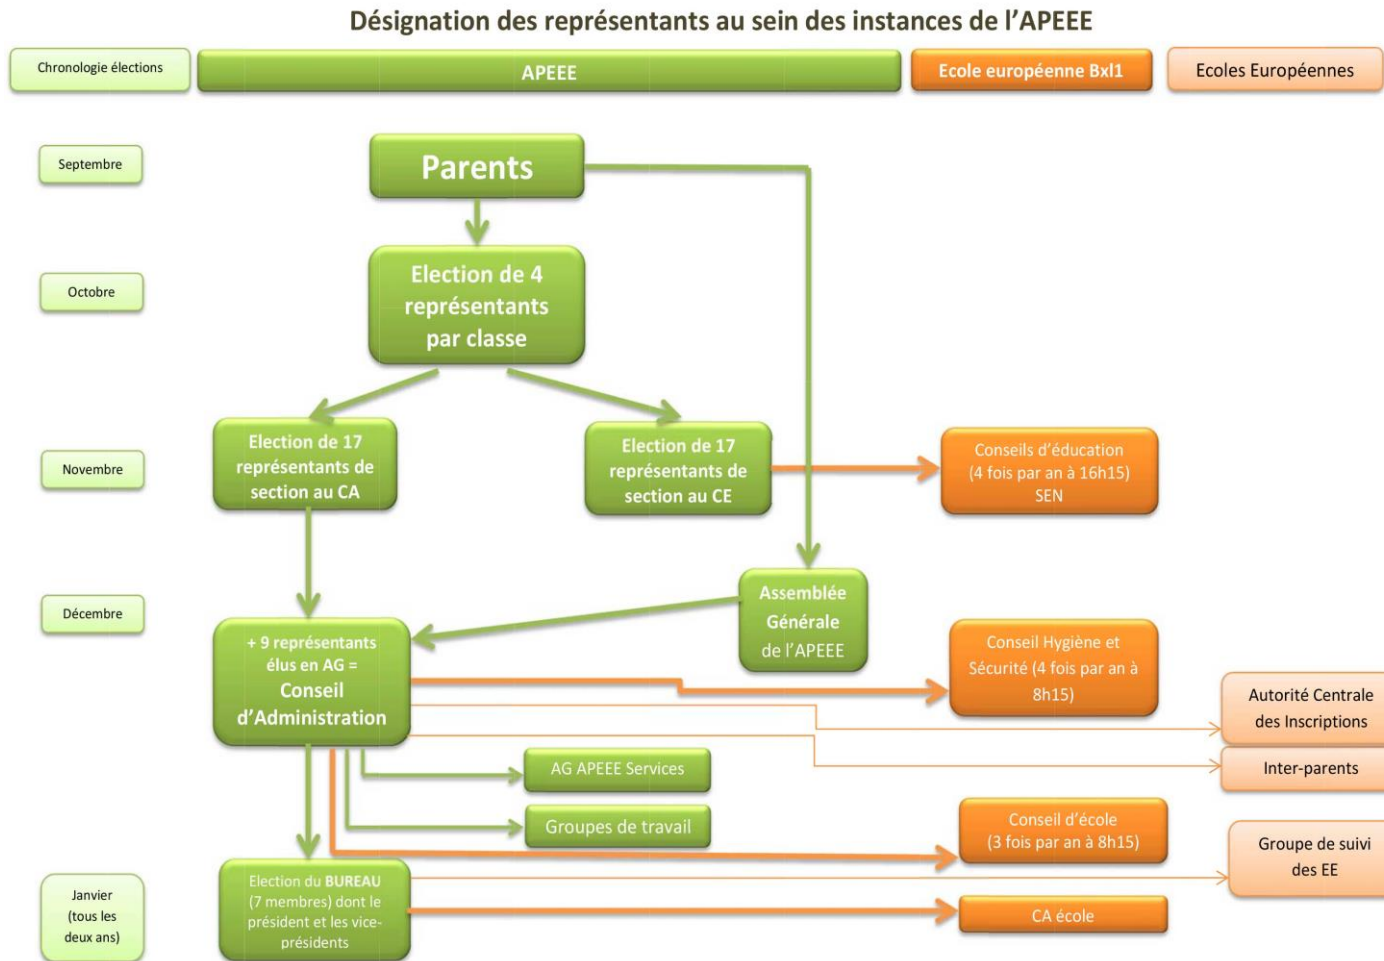 Désignation des représentants au sein des instances de l'APEEE
Chronologie élections
APEEE
Ecole européenne Bxl1
Ecoles Européennes
Septembre
Parents
Octobre
Election de 4
représentants
par classe
Novembre
Election de 17
représentants de
section au CA
Election de 17
représentants de
section au CE
Conseils d'éducation
(4 fois par an à 16h15)
SEN
Décembre
Assemblée
Générale
de l'APEEE
+ 9 représentants
élus en AG =
Conseil
d'Administration
Conseil Hygiène et
Sécurité (4 fois par an à
8h15)
Autorité Centrale
des Inscriptions
Inter-parents
AG APEEE Services
Groupes de travail
Conseil d'école
(3 fois par an à 8h15)
Groupe de suivi
des EE
Janvier
(tous les
deux ans)
Election du BUREAU
(7 membres) dont le
président et les vice-
présidents
CA école